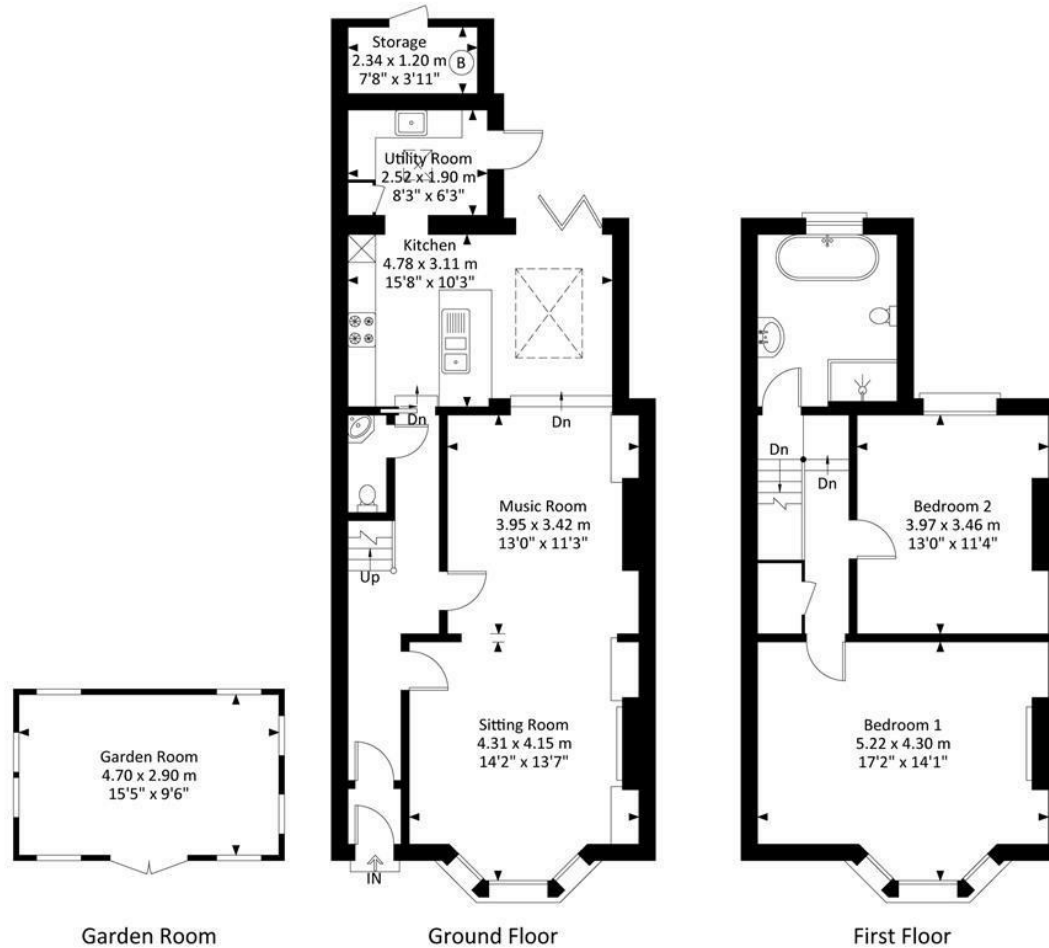 Storage
2.34 x 1.20 m
7'8" x 3'11"
B
Utility Room
2.52 x 1.90 m
8'3" x 6'3"
Kitchen
4.78 x 3.11 m
15'8" x 10'3"
Dn
Dn
Music Room
3.95 x 3.42 m
13'0" x 11'3"
Up
Sitting Room
4.31 x 4.15 m
14'2" x 13'7"
IN
Dn
Dn
Bedroom 2
3.97 x 3.46 m
13'0" x 11'4"
Bedroom 1
5.22 x 4.30 m
17'2" x 14'1"
Garden Room
4.70 x 2.90 m
15'5" x 9'6"
Garden Room
Ground Floor
First Floor